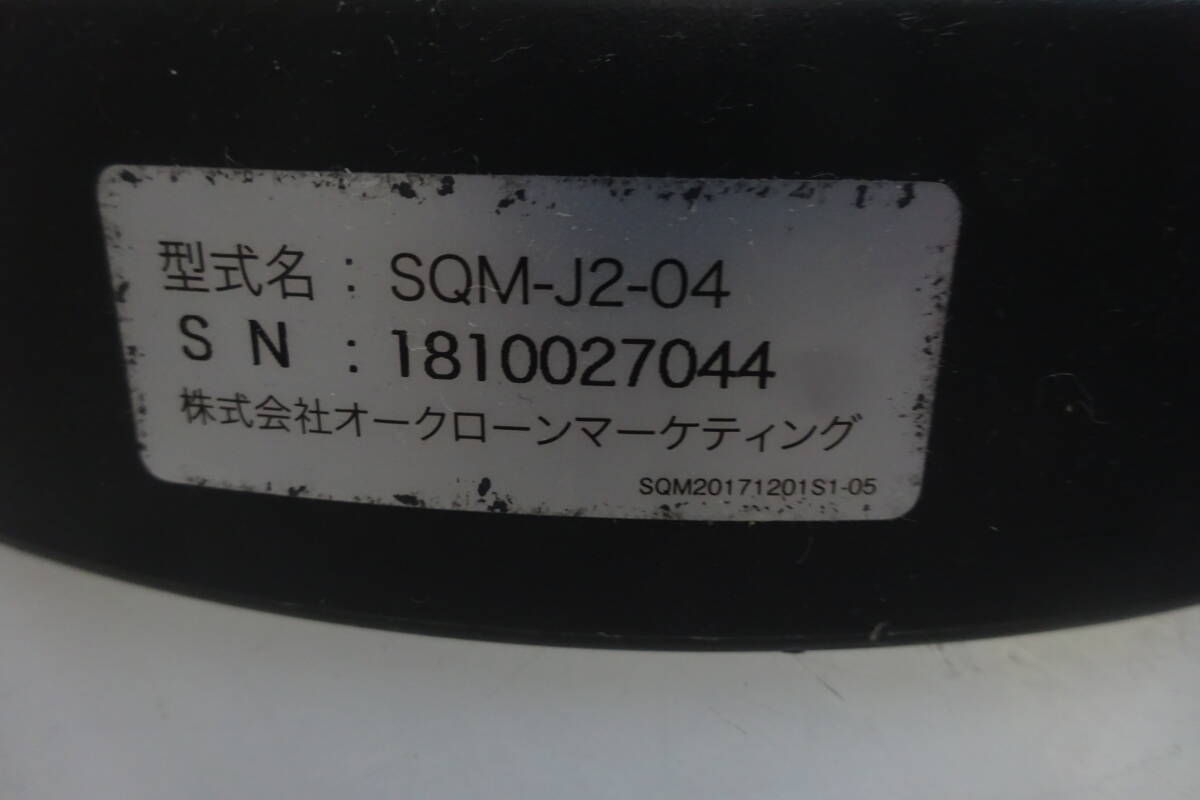 型式名 : SQM-J2-04
S N : 1810027044
株式会社オークローンマーケティング
SQM20171201S1-05